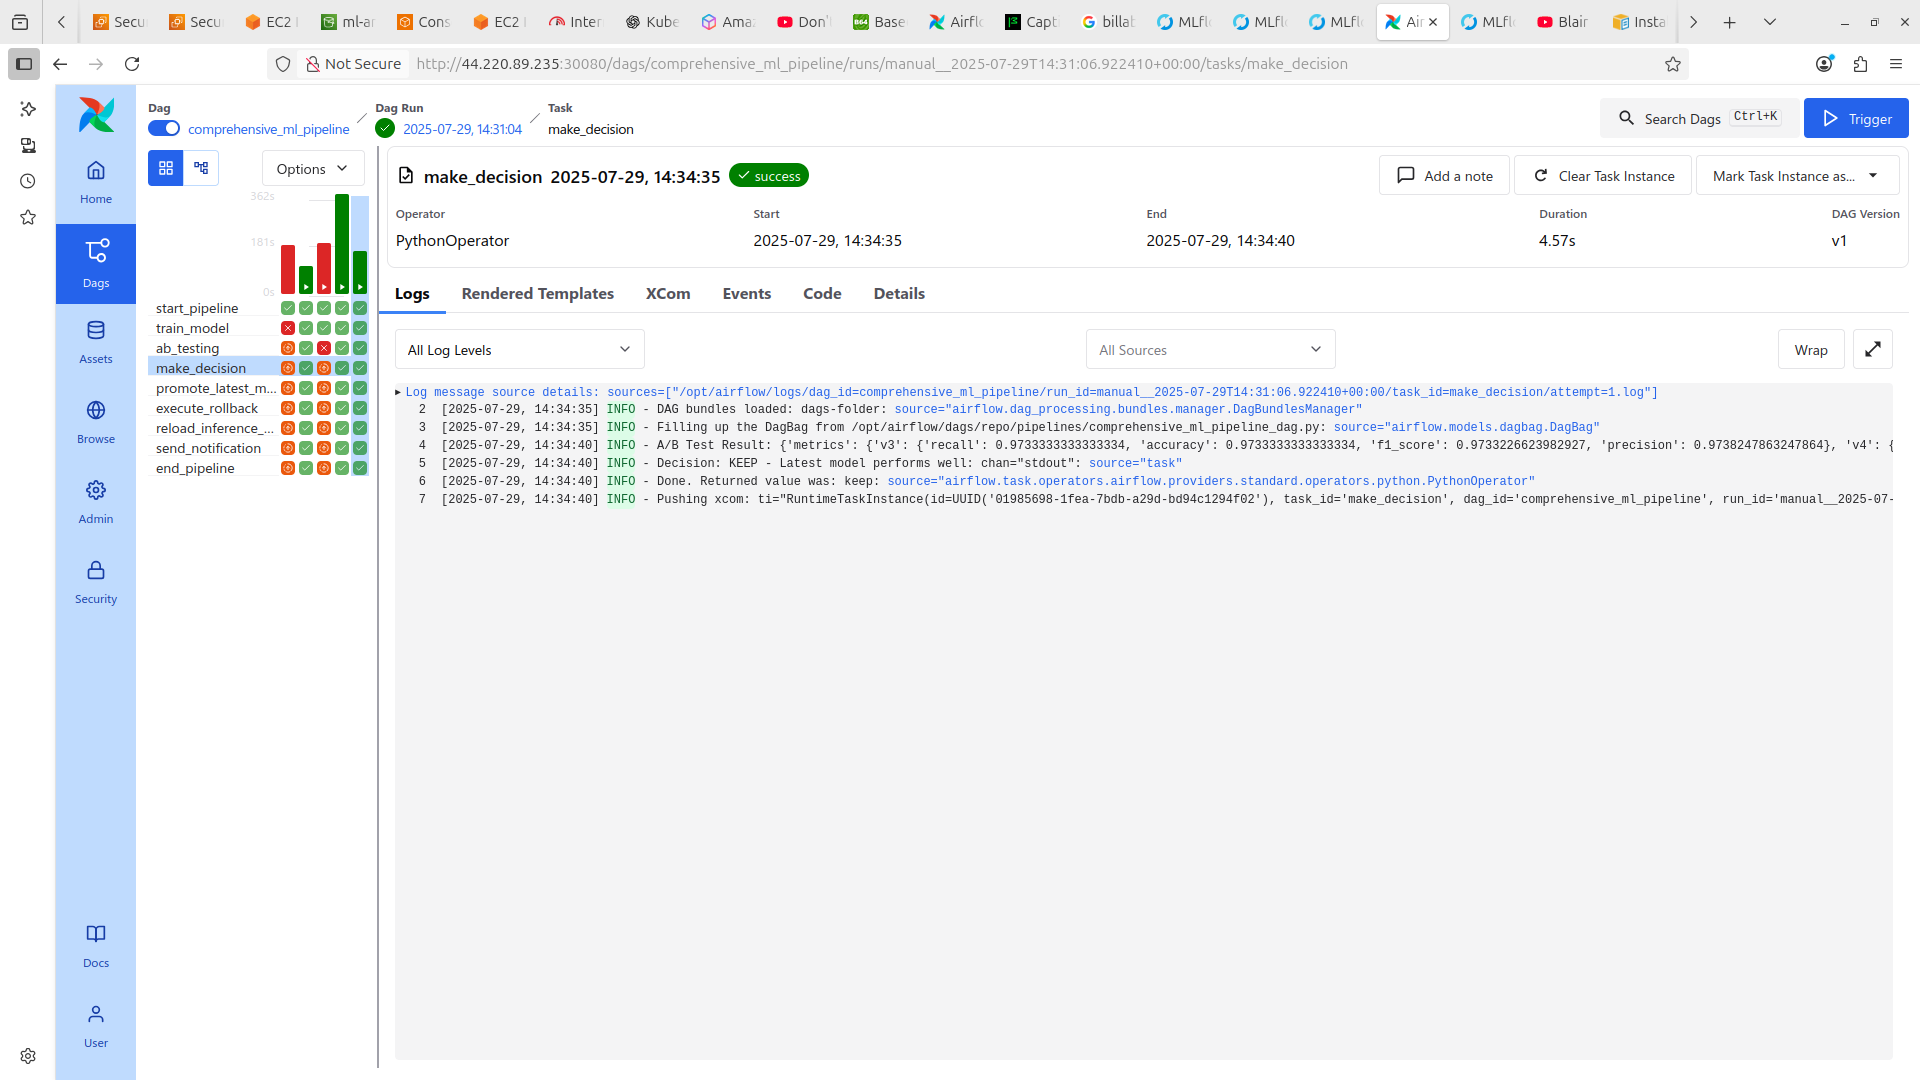 Secu
Secu
EC2
ml-ar
Cons
EC2
Inter
Kube
Ama
Don'
Base
Airfl
Capt
billa
MLfl
MLfl
MLfl
Air
MLfl
Blair
Insta
Not Secure
http://44.220.89.235:30080/dags/comprehensive_ml_pipeline/runs/manual__2025-07-29T14:31:06.922410+00:00/tasks/make_decision
Home
Dags
Assets
Browse
Admin
Security
Docs
User
Dag
comprehensive_ml_pipeline
Dag Run
2025-07-29, 14:31:04
Task
make_decision
Search Dags Ctrl+K
Trigger
Options
362s
181s
0s
start_pipeline
train_model
ab_testing
make_decision
promote_latest_m...
execute_rollback
reload_inference_...
send_notification
end_pipeline
make_decision 2025-07-29, 14:34:35 success
Add a note
Clear Task Instance
Mark Task Instance as...
Operator Start End Duration DAG Version
PythonOperator 2025-07-29, 14:34:35 2025-07-29, 14:34:40 4.57s v1
Logs Rendered Templates XCom Events Code Details
All Log Levels
All Sources
Wrap
Log message source details: sources=["/opt/airflow/logs/dag_id=comprehensive_ml_pipeline/run_id=manual__2025-07-29T14:31:06.922410+00:00/task_id=make_decision/attempt=1.log"]
2 [2025-07-29, 14:34:35] INFO - DAG bundles loaded: dags-folder: source="airflow.dag_processing.bundles.manager.DagBundlesManager"
3 [2025-07-29, 14:34:35] INFO - Filling up the DagBag from /opt/airflow/dags/repo/pipelines/comprehensive_ml_pipeline_dag.py: source="airflow.models.dagbag.DagBag"
4 [2025-07-29, 14:34:40] INFO - A/B Test Result: {'metrics': {'v3': {'recall': 0.9733333333333334, 'accuracy': 0.9733333333333334, 'f1_score': 0.9733226623982927, 'precision': 0.9738247863247864}, 'v4': {
5 [2025-07-29, 14:34:40] INFO - Decision: KEEP - Latest model performs well: chan="stdout": source="task"
6 [2025-07-29, 14:34:40] INFO - Done. Returned value was: keep: source="airflow.task.operators.airflow.providers.standard.operators.python.PythonOperator"
7 [2025-07-29, 14:34:40] INFO - Pushing xcom: ti="RuntimeTaskInstance(id=UUID('01985698-1fea-7bdb-a29d-bd94c1294f02'), task_id='make_decision', dag_id='comprehensive_ml_pipeline', run_id='manual__2025-07-